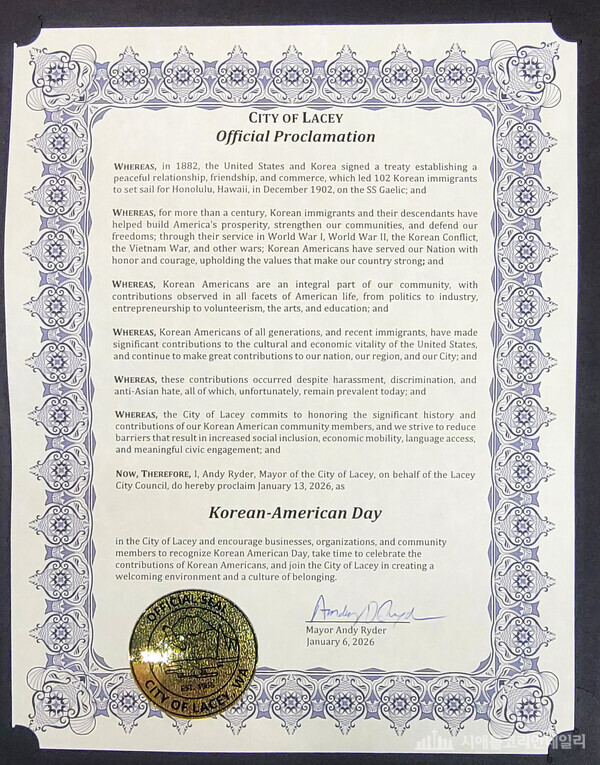 CITY OF LACEY
Official Proclamation
WHEREAS, in 1882, the United States and Korea signed a treaty establishing a
peaceful relationship, friendship, and commerce, which led 102 Korean immigrants
to set sail for Honolulu, Hawaii, in December 1902, on the SS Gaelic; and
WHEREAS, for more than a century, Korean immigrants and their descendants have
helped build America's prosperity, strengthen our communities, and defend our
freedoms; through their service in World War I, World War II, the Korean Conflict,
the Vietnam War, and other wars; Korean Americans have served our Nation with
honor and courage, upholding the values that make our country strong; and
WHEREAS, Korean Americans are an integral part of our community, with
contributions observed in all facets of American life, from politics to industry,
entrepreneurship to volunteerism, the arts, and education; and
WHEREAS, Korean Americans of all generations, and recent immigrants, have made
significant contributions to the cultural and economic vitality of the United States,
and continue to make great contributions to our nation, our region, and our City; and
WHEREAS, these contributions occurred despite harassment, discrimination, and
anti-Asian hate, all of which, unfortunately, remain prevalent today; and
WHEREAS, the City of Lacey commits to honoring the significant history and
contributions of our Korean American community members, and we strive to reduce
barriers that result in increased social inclusion, economic mobility, language access,
and meaningful civic engagement; and
NOW, THEREFORE, I, Andy Ryder, Mayor of the City of Lacey, on behalf of the Lacey
City Council, do hereby proclaim January 13, 2026, as
Korean-American Day
in the City of Lacey and encourage businesses, organizations, and community
members to recognize Korean American Day, take time to celebrate the
contributions of Korean Americans, and join the City of Lacey in creating a
welcoming environment and a culture of belonging.
Mayor Andy Ryder
January 6, 2026
OFFICIAL SEAL
CITY OF LACEY, WA
시애틀코리안데일리